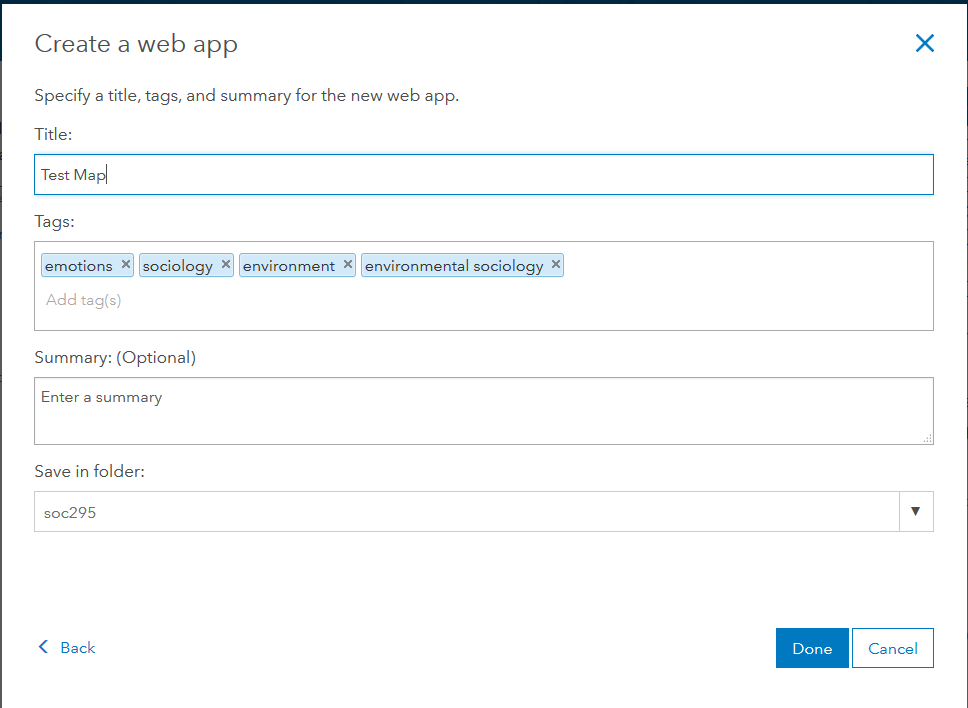 Create a web app
Specify a title, tags, and summary for the new web app.
Title:
Test Map
Tags:
emotions × sociology × environment × environmental sociology ×
Add tag(s)
Summary: (Optional)
Enter a summary
Save in folder:
soc295
Back
Done Cancel